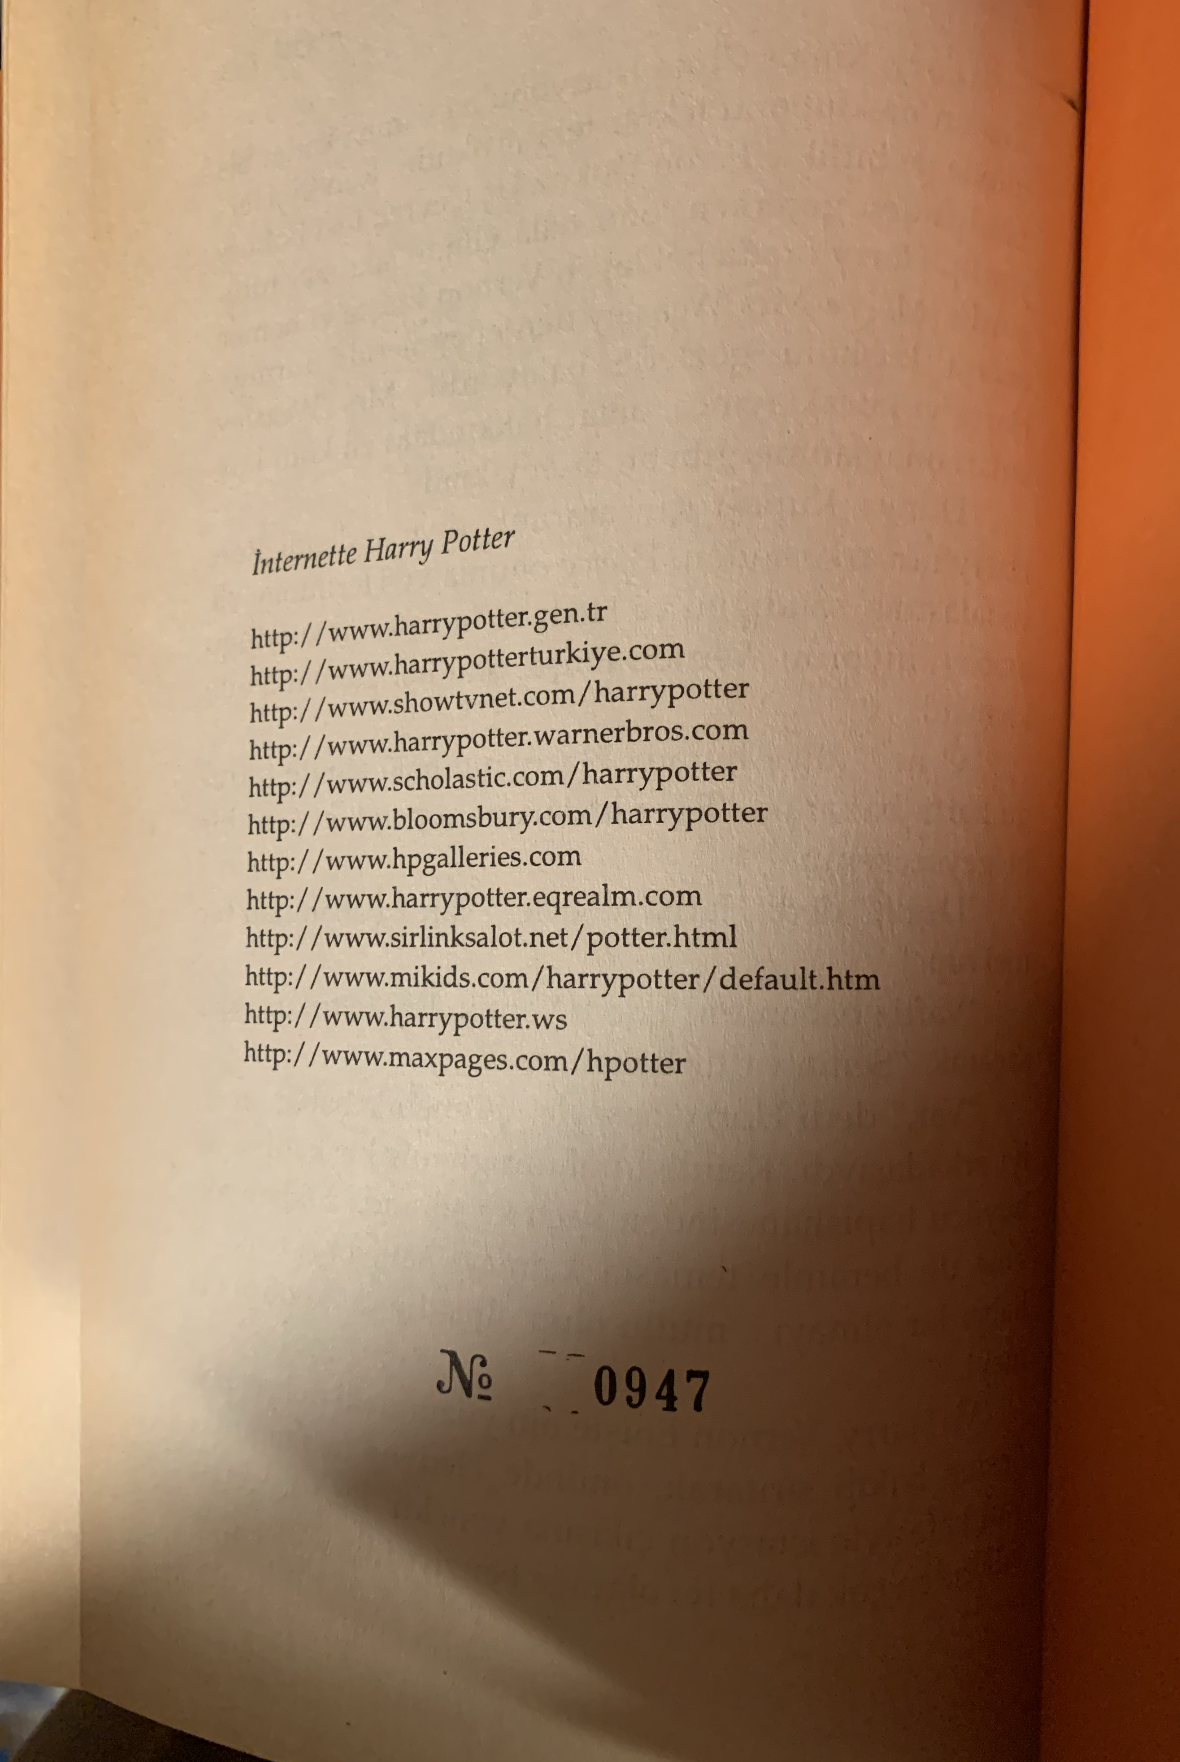 İnternette Harry Potter
http://www.harrypotter.gen.tr
http://www.harrypotterturkiye.com
http://www.showtvnet.com/harrypotter
http://www.harrypotter.warnerbros.com
http://www.scholastic.com/harrypotter
http://www.bloomsbury.com/harrypotter
http://www.hpgalleries.com
http://www.harrypotter.eqrealm.com
http://www.sirlinksalot.net/potter.html
http://www.mikids.com/harrypotter/default.htm
http://www.harrypotter.ws
http://www.maxpages.com/hpotter
№ 0947